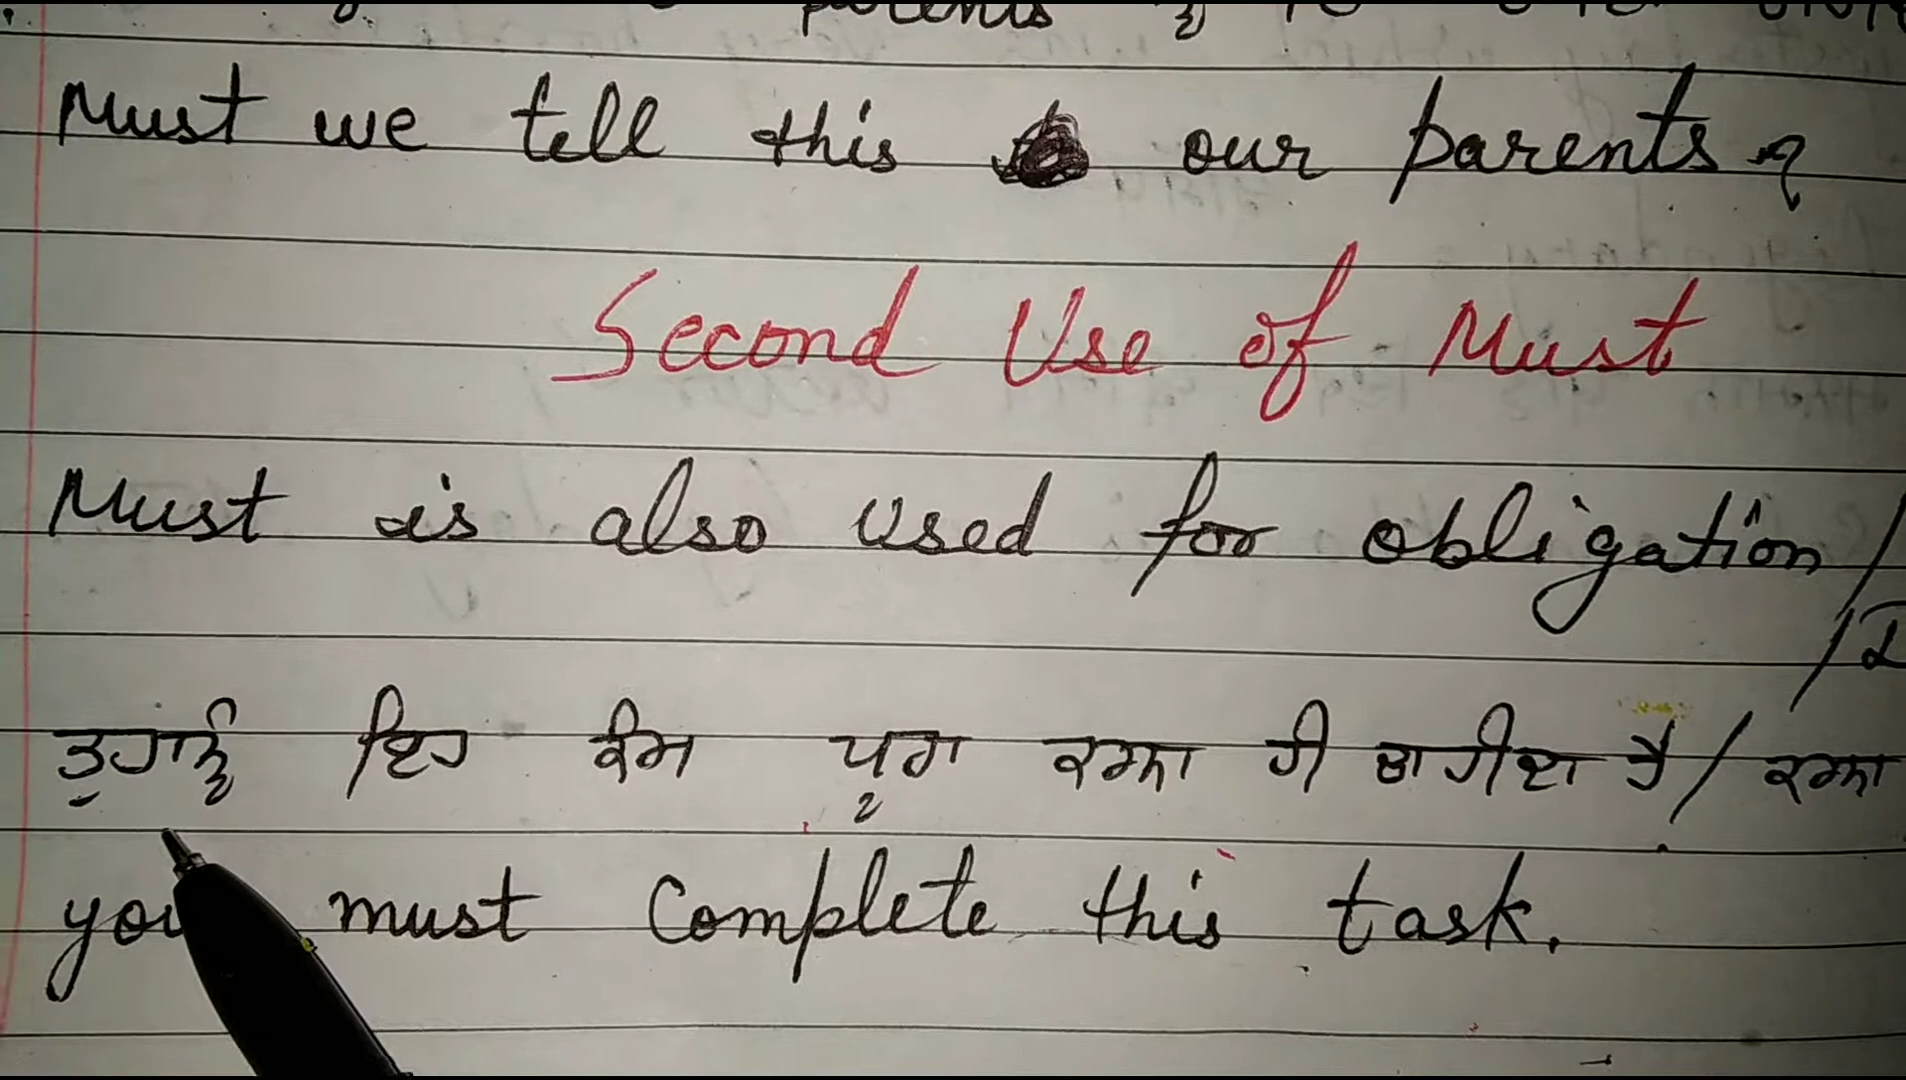 parents ਨੂੰ
Must we tell this our parents ?
Second Use of Must
Must is also used for obligation /
/
ਤੁਹਾਨੂੰ ਇਹ ਕੰਮ ਪੂਰਾ ਕਰਨਾ ਹੀ ਚਾਹੀਦਾ ਹੈ / ਕਰਨਾ
you must Complete this task.